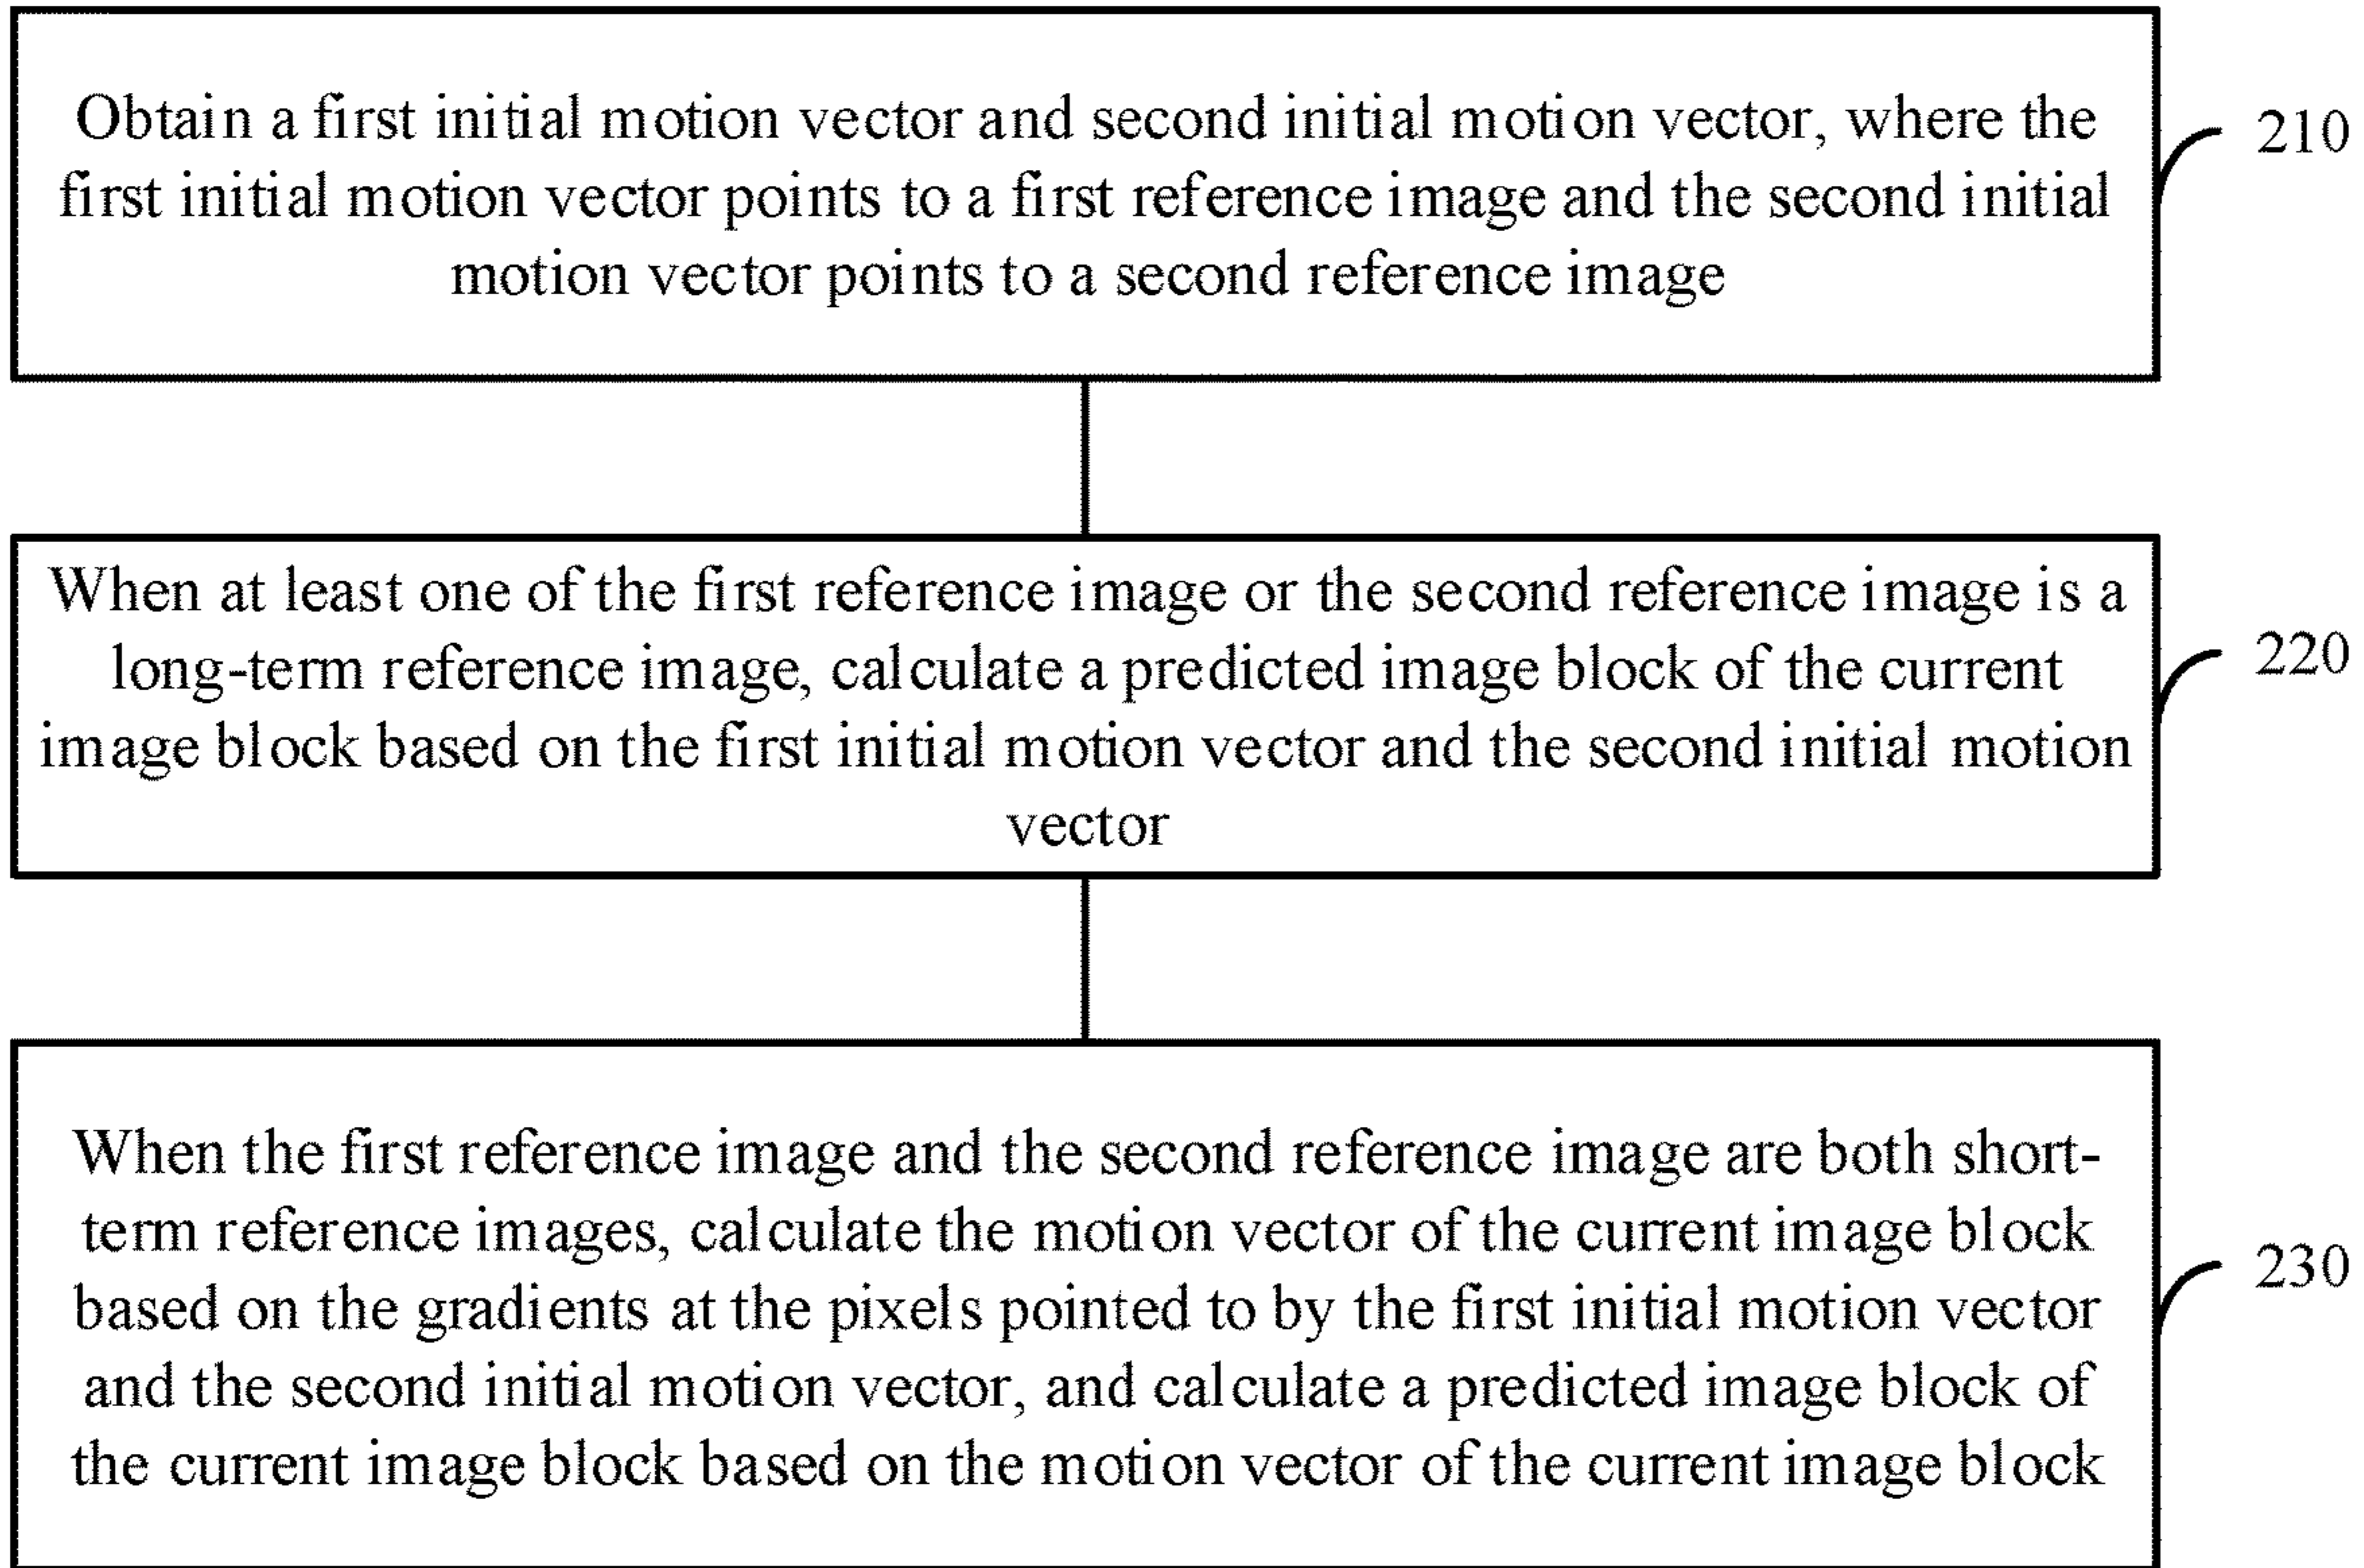 Obtain a first initial motion vector and second initial motion vector, where the
first initial motion vector points to a first reference image and the second initial
motion vector points to a second reference image
210
When at least one of the first reference image or the second reference image is a
long-term reference image, calculate a predicted image block of the current
image block based on the first initial motion vector and the second initial motion
vector
220
When the first reference image and the second reference image are both short-
term reference images, calculate the motion vector of the current image block
based on the gradients at the pixels pointed to by the first initial motion vector
and the second initial motion vector, and calculate a predicted image block of
the current image block based on the motion vector of the current image block
230